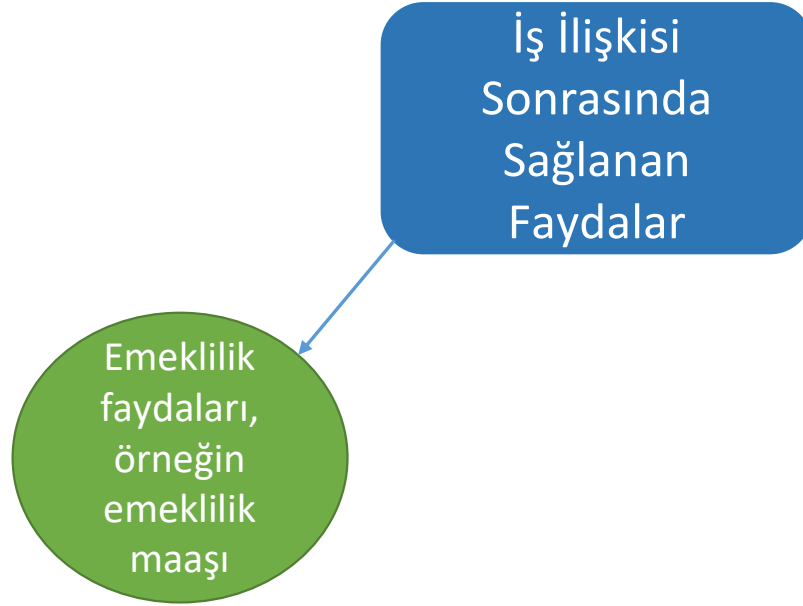 İş İlişkisi
Sonrasında
Sağlanan
Faydalar
Emeklilik
faydaları,
örneğin
emeklilik
maaşı